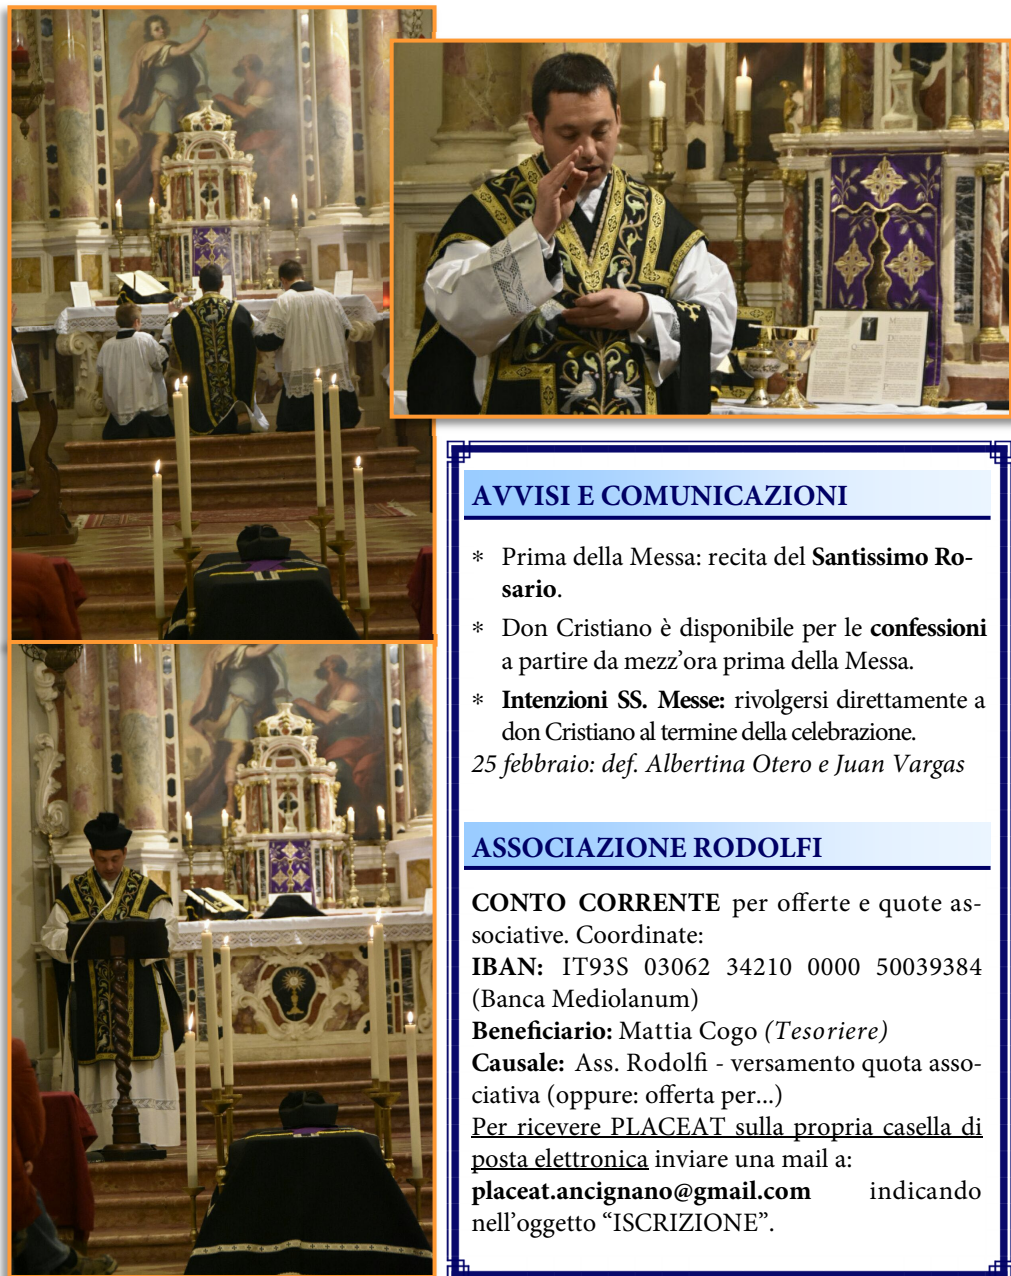 AVVISI E COMUNICAZIONI
* Prima della Messa: recita del Santissimo Ro-
sario.
* Don Cristiano è disponibile per le confessioni
a partire da mezz'ora prima della Messa.
* Intenzioni SS. Messe: rivolgersi direttamente a
don Cristiano al termine della celebrazione.
25 febbraio: def. Albertina Otero e Juan Vargas
ASSOCIAZIONE RODOLFI
CONTO CORRENTE per offerte e quote as-
sociative. Coordinate:
IBAN: IT93S 03062 34210 0000 50039384
(Banca Mediolanum)
Beneficiario: Mattia Cogo (Tesoriere)
Causale: Ass. Rodolfi - versamento quota asso-
ciativa (oppure: offerta per...)
Per ricevere PLACEAT sulla propria casella di
posta elettronica inviare una mail a:
placeat.ancignano@gmail.com indicando
nell'oggetto “ISCRIZIONE”.